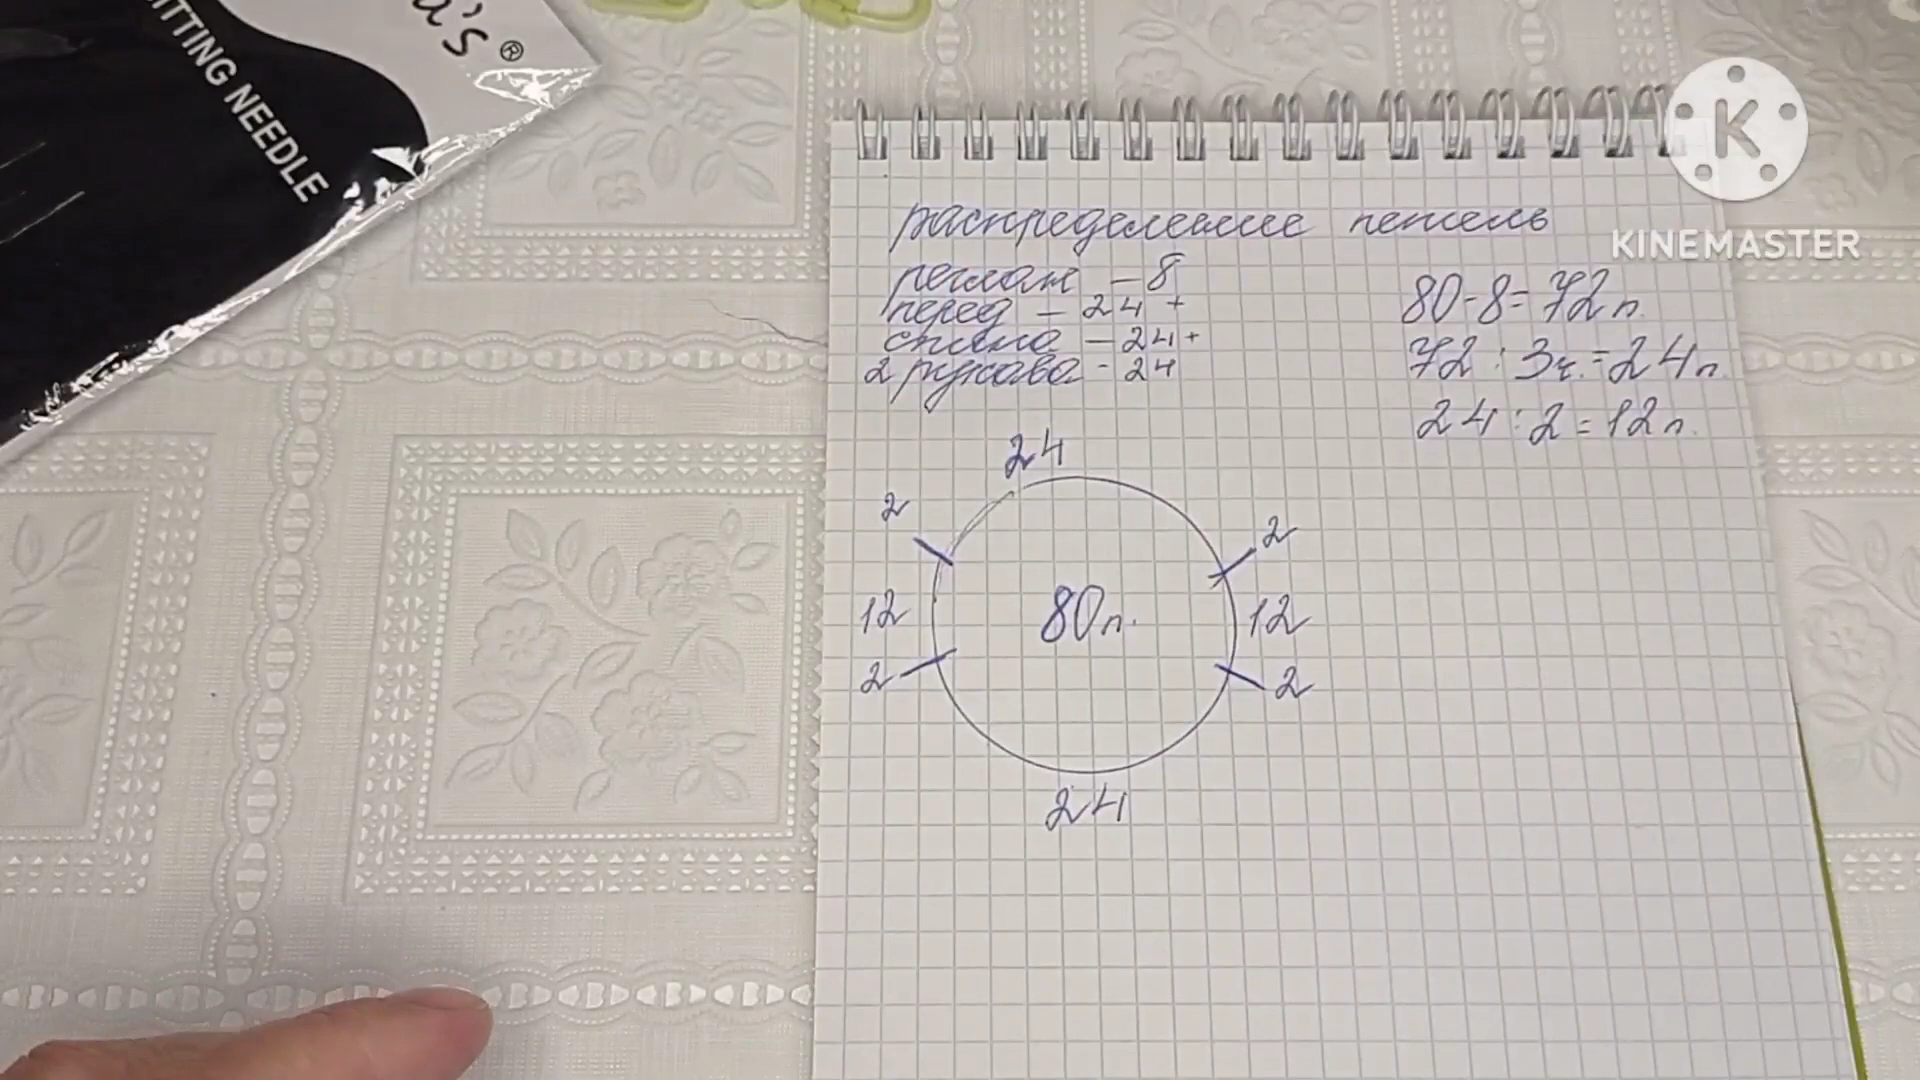 a's®
KNITTING NEEDLE
KINEMASTER
распределение петель
реглан – 8
перед – 24 +
спина – 24 +
2 рукава - 24
80-8=72п.
72 : 3ч.=24п.
24 : 2 = 12п.
24
2
2
12
80п.
12
2
2
24